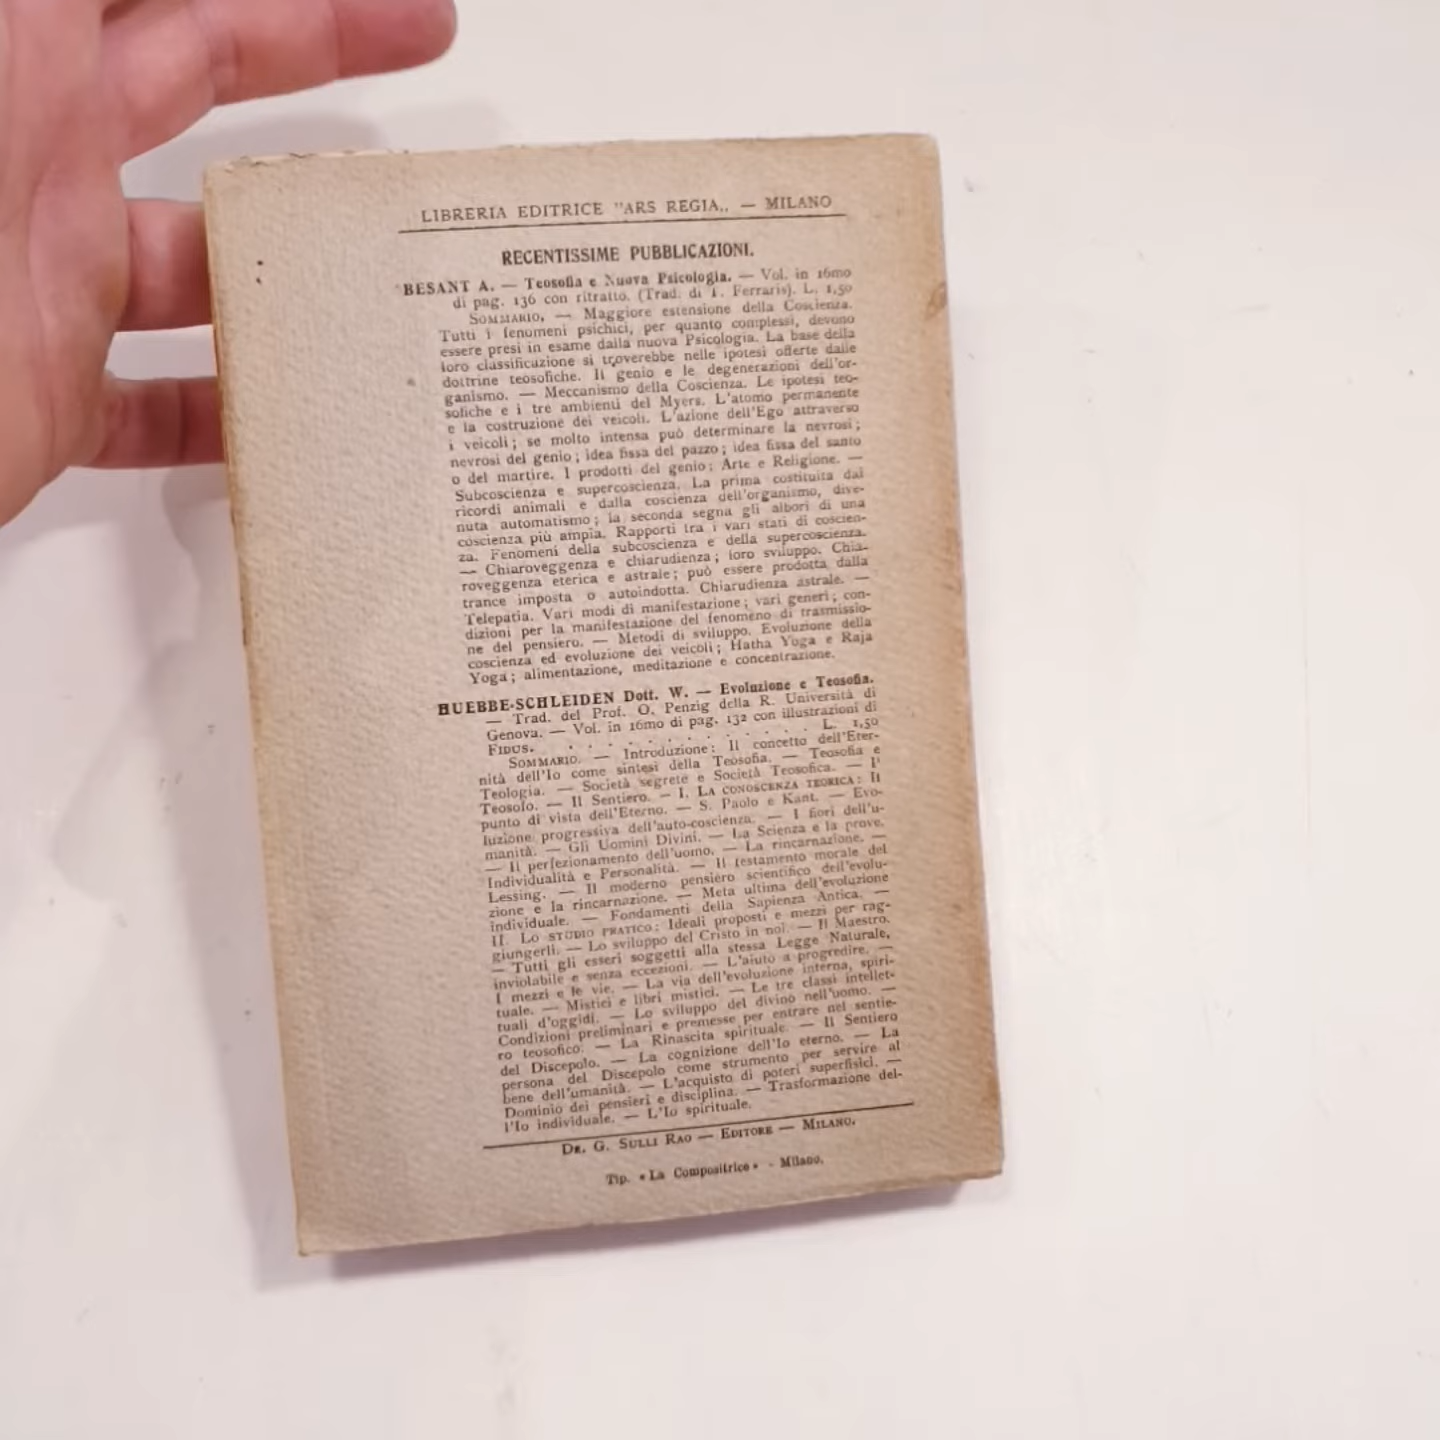 LIBRERIA EDITRICE "ARS REGIA„ — MILANO
RECENTISSIME PUBBLICAZIONI.
BESANT A. — Teosofia e Nuova Psicologia. — Vol. in 16mo
di pag. 136 con ritratto. (Trad. di T. Ferraris). L. 1,50
SOMMARIO. — Maggiore estensione della Coscienza.
Tutti i fenomeni psichici, per quanto complessi, devono
essere presi in esame dalla nuova Psicologia. La base della
loro classificazione si troverebbe nelle ipotesi offerte dalle
dottrine teosofiche. Il genio e le degenerazioni dell'or-
ganismo. — Meccanismo della Coscienza. Le ipotesi teo-
sofiche e i tre ambienti del Myers. L'atomo permanente
e la costruzione dei veicoli. L'azione dell'Ego attraverso
i veicoli; se molto intensa può determinare la nevrosi;
nevrosi del genio; idea fissa del pazzo; idea fissa del santo
o del martire. I prodotti del genio; Arte e Religione. —
Subcoscienza e supercoscienza. La prima costituita dai
ricordi animali e dalla coscienza dell'organismo, dive-
nuta automatismo; la seconda segna gli albori di una
coscienza più ampia. Rapporti fra i vari stati di coscien-
za. Fenomeni della subcoscienza e della supercoscienza.
— Chiaroveggenza e chiarudienza; loro sviluppo. Chia-
roveggenza eterica e astrale; può essere prodotta dalla
trance imposta o autoindotta. Chiarudienza astrale. —
Telepatia. Vari modi di manifestazione; vari generi; con-
dizioni per la manifestazione del fenomeno di trasmissio-
ne del pensiero. — Metodi di sviluppo. Evoluzione della
coscienza ed evoluzione dei veicoli; Hatha Yoga e Raja
Yoga; alimentazione, meditazione e concentrazione.
HUEBBE-SCHLEIDEN Dott. W. — Evoluzione e Teosofia.
— Trad. del Prof. O. Penzig della R. Università di
Genova. — Vol. in 16mo di pag. 132 con illustrazioni di
FIDUS. . . . . . . . . . . . . . L. 1,50
SOMMARIO. — Introduzione: Il concetto dell'Eter-
nità dell'Io come sintesi della Teosofia. — Teosofia e
Teologia. — Società segrete e Società Teosofica. — I'
Teosofo. — Il Sentiero. — I. LA CONOSCENZA TEORICA: Il
punto di vista dell'Eterno. — S. Paolo e Kant. — Evo-
luzione progressiva dell'auto-coscienza. — I fiori dell'u-
manità. — Gli Uomini Divini. — La Scienza e la prove.
— Il perfezionamento dell'uomo. — La rincarnazione. —
Individualità e Personalità. — Il testamento morale del
Lessing. — Il moderno pensiero scientifico dell'evolu-
zione e la rincarnazione. — Meta ultima dell'evoluzione
individuale. — Fondamenti della Sapienza Antica. —
II. LO STUDIO PRATICO: Ideali proposti e mezzi per rag-
giungerli. — Lo sviluppo del Cristo in noi. — Il Maestro.
— Tutti gli esseri soggetti alla stessa Legge Naturale,
inviolabile e senza eccezioni. — L'aiuto a progredire. —
I mezzi e le vie. — La via dell'evoluzione interna, spiri-
tuale. — Mistici e libri mistici. — Le tre classi intellet-
tuali d'oggidì. — Lo sviluppo del divino nell'uomo. —
Condizioni preliminari e premesse per entrare nel sentie-
ro teosofico. — La Rinascita spirituale. — Il Sentiero
del Discepolo. — La cognizione dell'Io eterno. — La
persona del Discepolo come strumento per servire al
bene dell'umanità. — L'acquisto di poteri superfisici. —
Dominio dei pensieri e disciplina. — Trasformazione del-
l'Io individuale. — L'Io spirituale.
DR. G. SULLI RAO — EDITORE — MILANO.
Tip. «La Compositrice» - Milano.